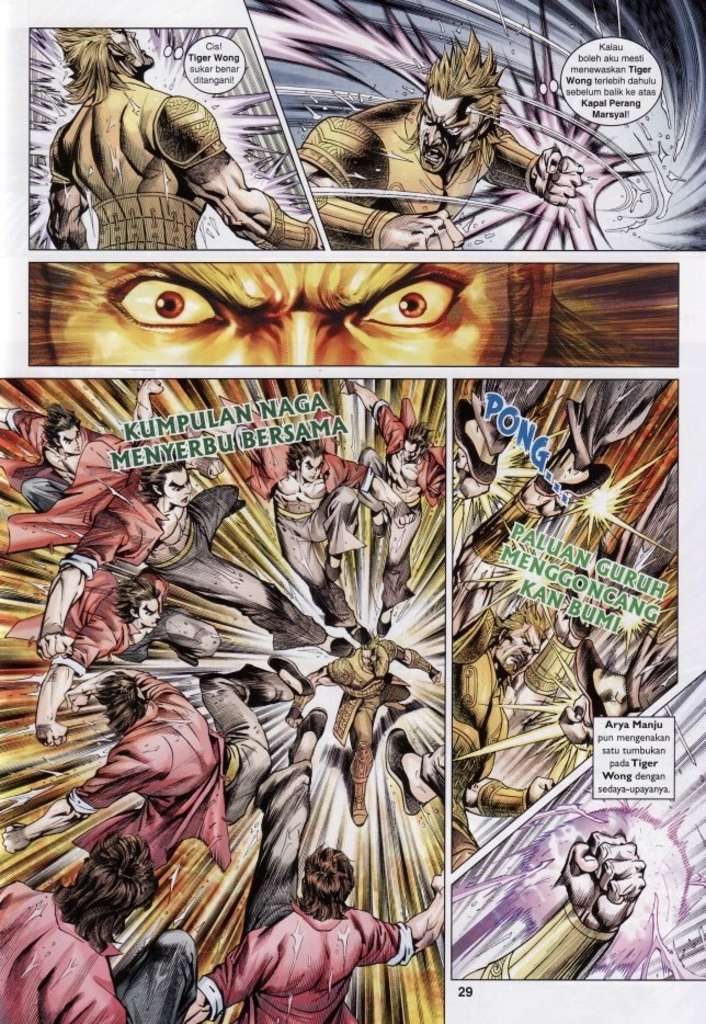 Cis!
Tiger Wong
sukar benar
ditangani!
Kalau
boleh aku mesti
menewaskan Tiger
Wong terlebih dahulu
sebelum balik ke atas
Kapal Perang
Marsyal!
KUMPULAN NAGA
MENYERBU BERSAMA
PONG...
PALUAN GURUH
MENGGONCANG
KAN BUMI
Arya Manju
pun mengenakan
satu tumbukan
pada Tiger
Wong dengan
sedaya-upayanya.
29